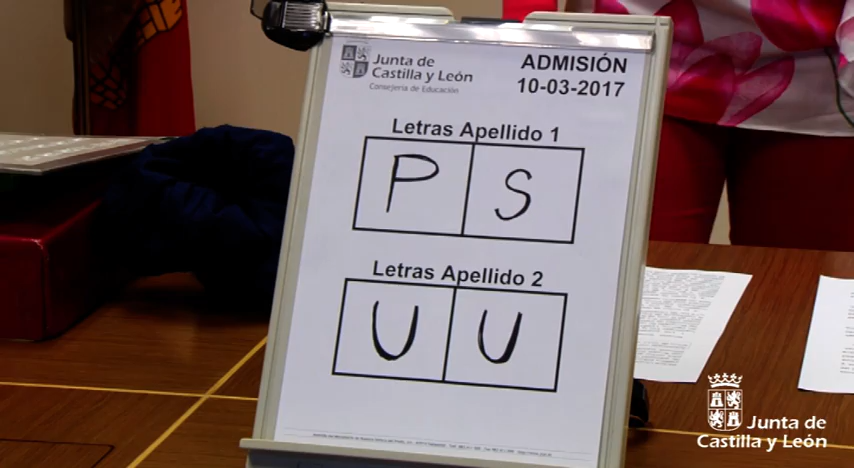 Junta de
Castilla y León
Consejería de Educación
ADMISIÓN
10-03-2017
Letras Apellido 1
P S
Letras Apellido 2
U U
Junta de
Castilla y León